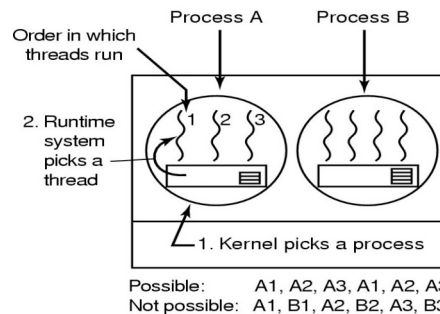 Process A
Process B
Order in which
threads run
1
2
3
2. Runtime
system
picks a
thread
1. Kernel picks a process
Possible: A1, A2, A3, A1, A2, A3
Not possible: A1, B1, A2, B2, A3, B3